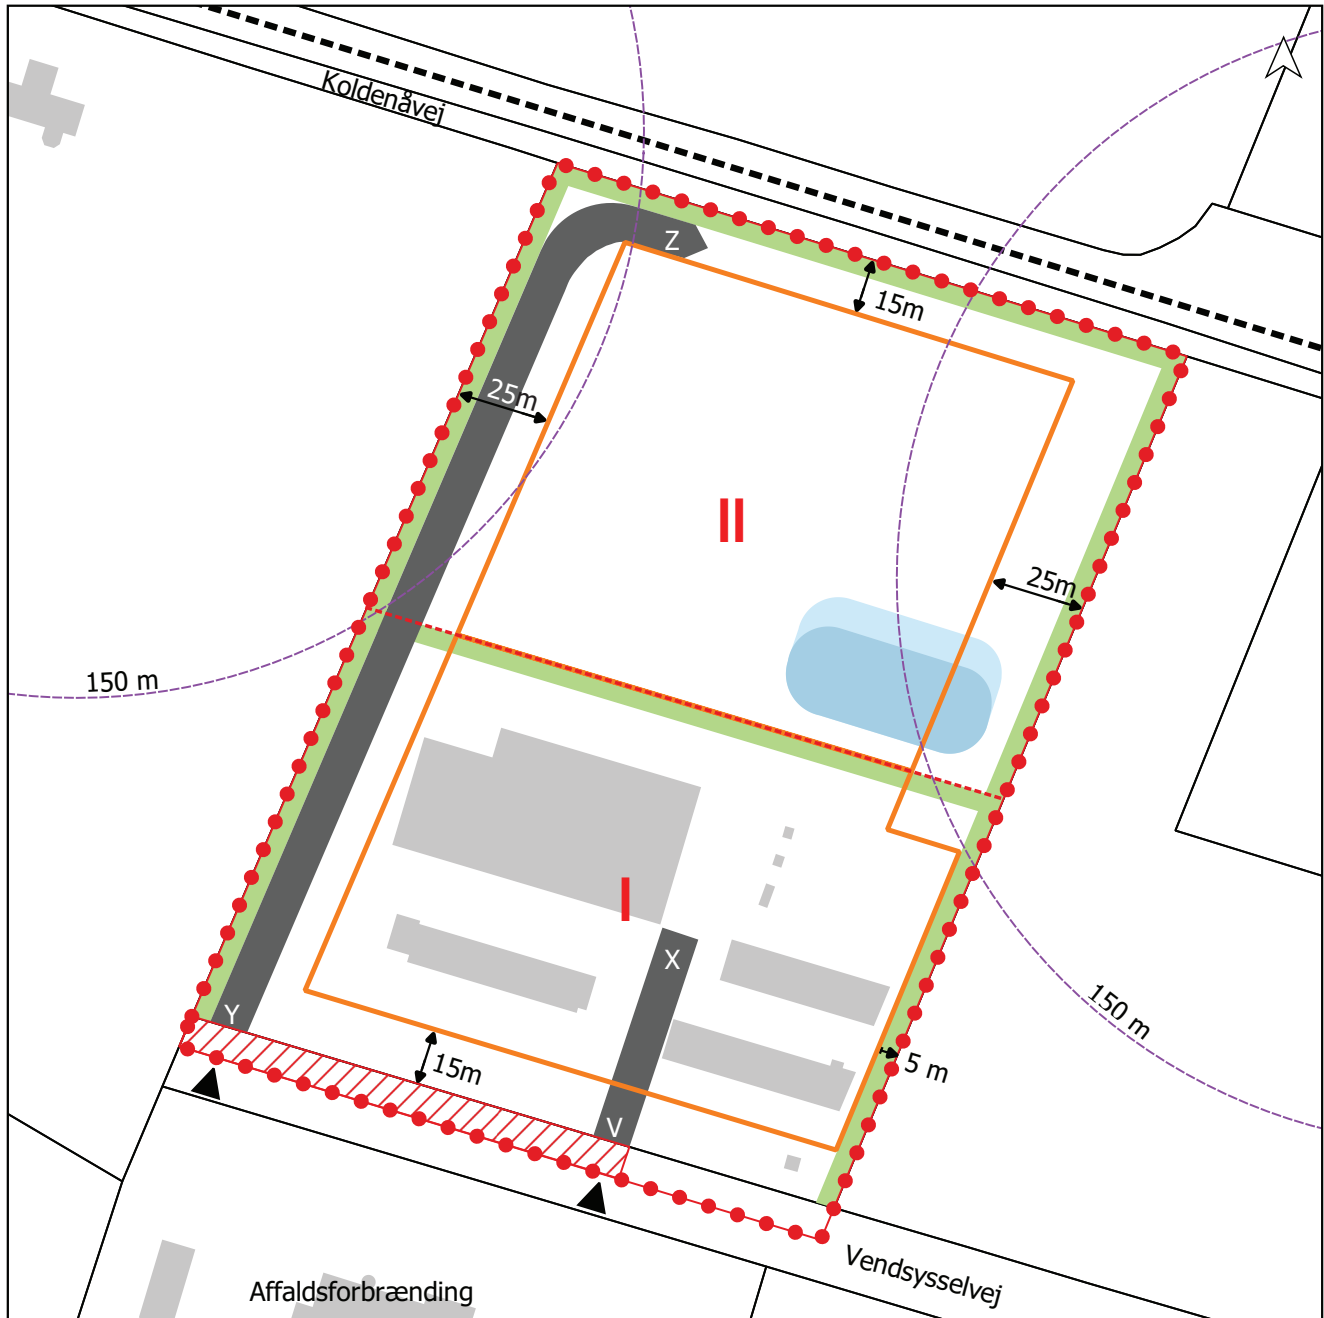 Koldenåvej
Z
15m
25m
II
25m
150 m
I
X
Y
150 m
15m
5 m
V
Vendsysselvej
Affaldsforbrænding